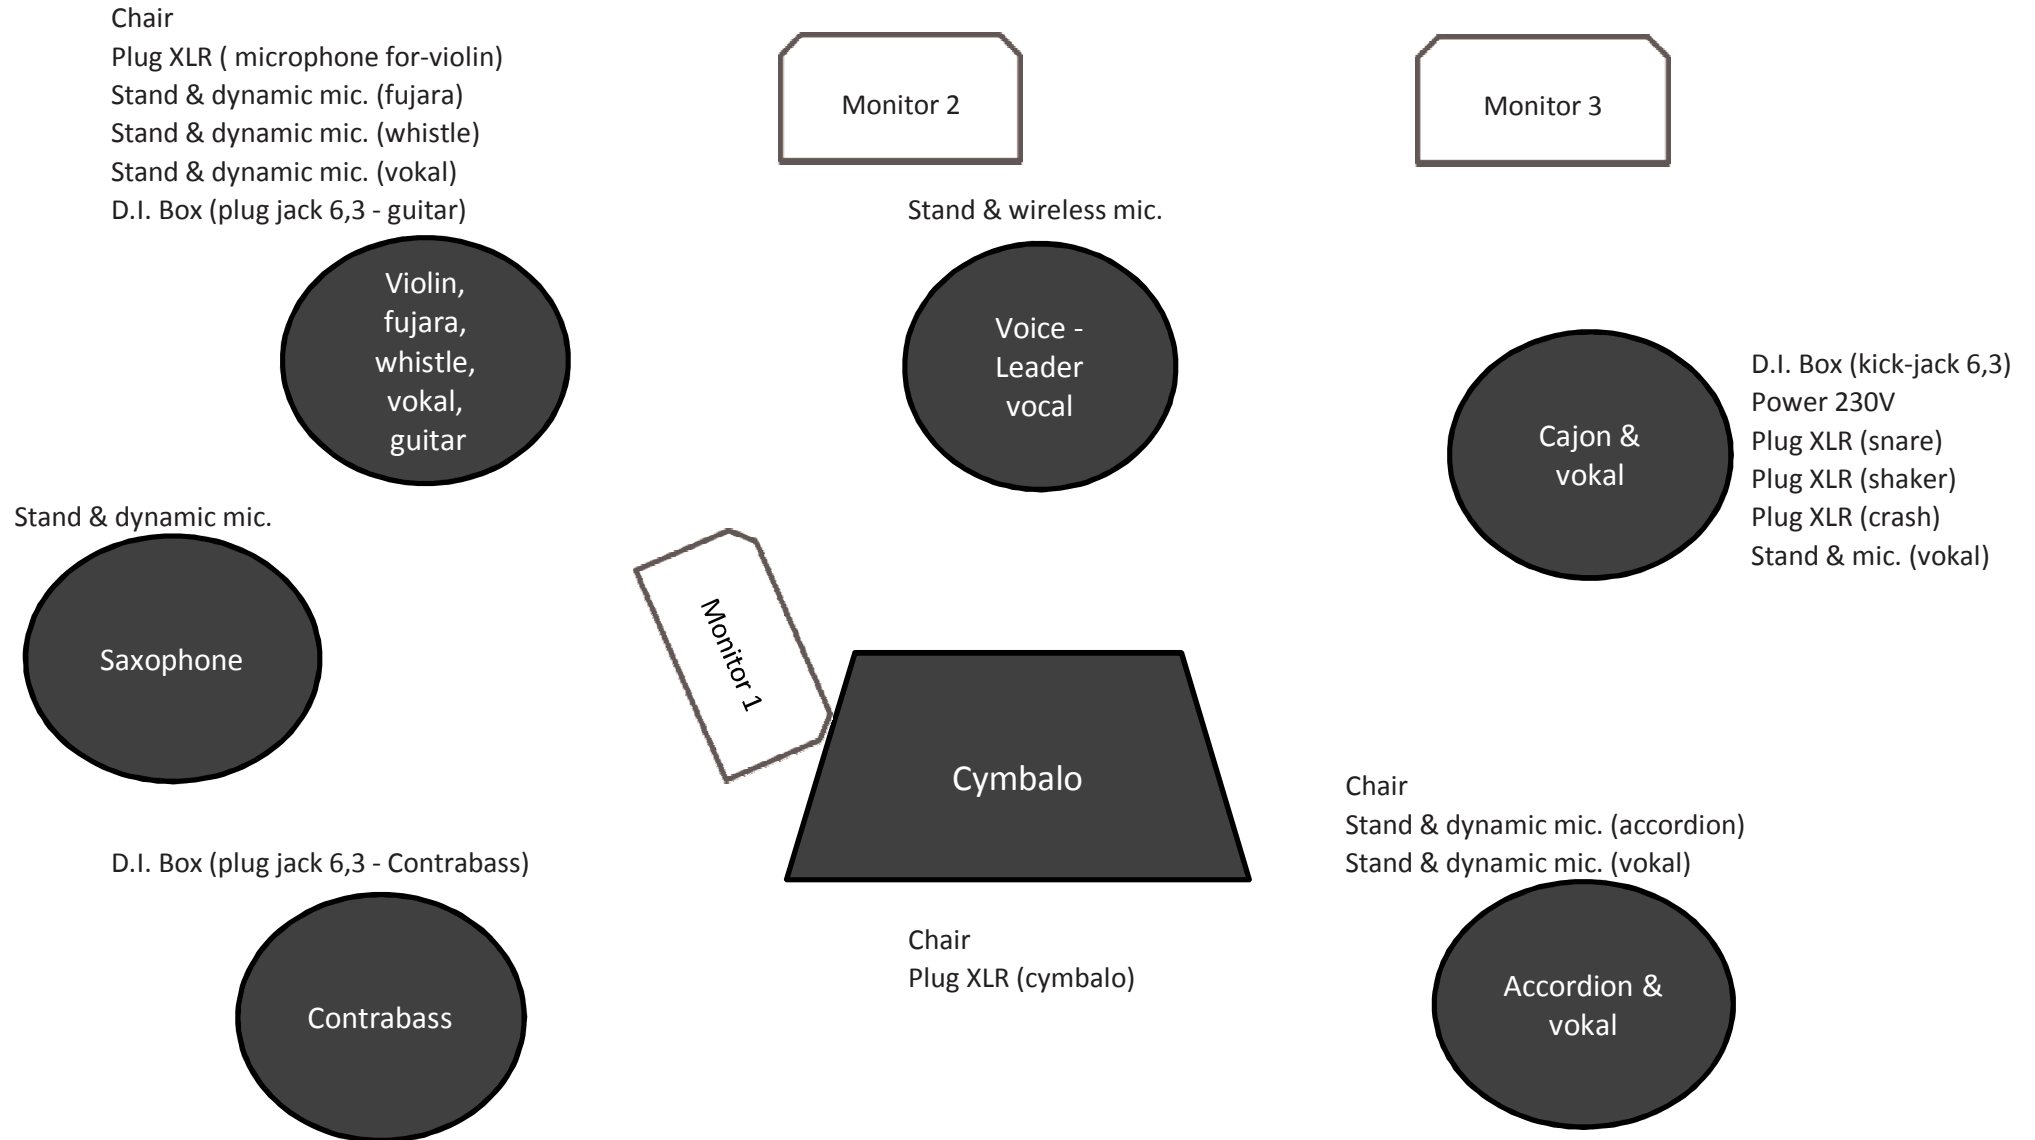 Chair
Plug XLR ( microphone for-violin)
Stand & dynamic mic. (fujara)
Stand & dynamic mic. (whistle)
Stand & dynamic mic. (vokal)
D.I. Box (plug jack 6,3 - guitar)
Monitor 2
Monitor 3
Stand & wireless mic.
Violin,
fujara,
whistle,
vokal,
guitar
Voice -
Leader
vocal
Cajon &
vokal
D.I. Box (kick-jack 6,3)
Power 230V
Plug XLR (snare)
Plug XLR (shaker)
Plug XLR (crash)
Stand & mic. (vokal)
Stand & dynamic mic.
Saxophone
Monitor 1
Cymbalo
Chair
Stand & dynamic mic. (accordion)
Stand & dynamic mic. (vokal)
D.I. Box (plug jack 6,3 - Contrabass)
Contrabass
Chair
Plug XLR (cymbalo)
Accordion &
vokal